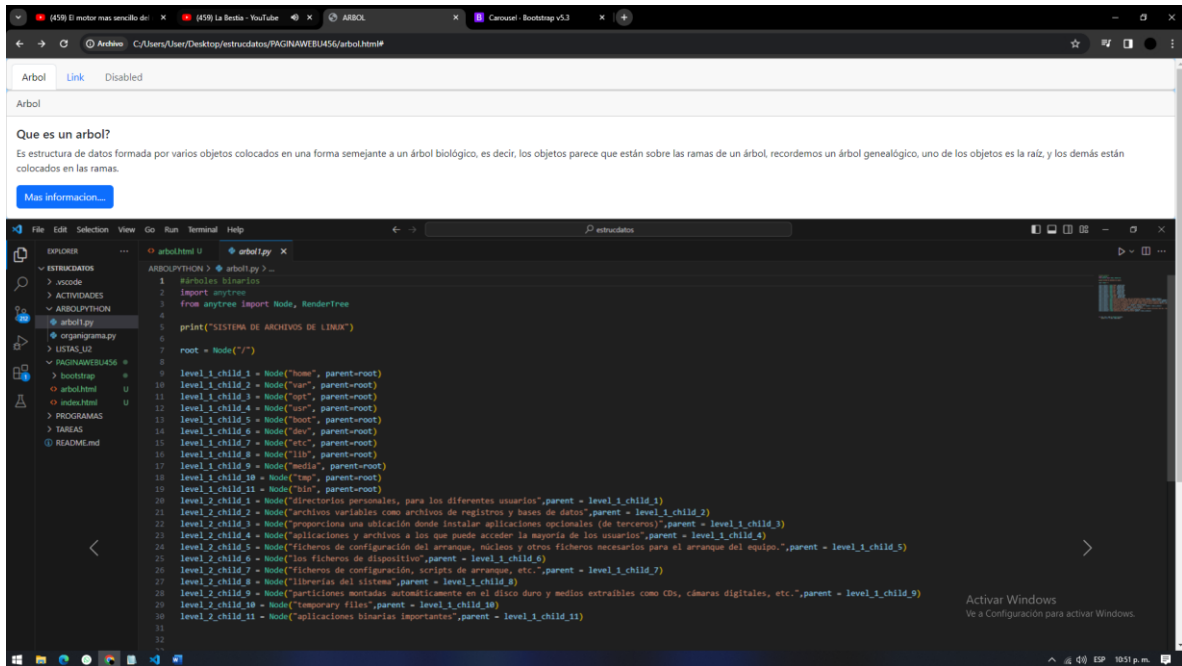 (459) El motor mas sencillo del
(459) La Bestia - YouTube
ARBOL
Carousel - Bootstrap v5.3
Archivo C:/Users/User/Desktop/estrucdatos/PAGINAWEBU456/arbol.html#
Arbol Link Disabled
Arbol
Que es un arbol?
Es estructura de datos formada por varios objetos colocados en una forma semejante a un árbol biológico, es decir, los objetos parece que están sobre las ramas de un árbol, recordemos un árbol genealógico, uno de los objetos es la raíz, y los demás están
colocados en las ramas.
Mas informacion....
File Edit Selection View Go Run Terminal Help
estrucdatos
EXPLORER
ESTRUCDATOS
> .vscode
> ACTIVIDADES
ARBOLPYTHON
arbol1.py
organigrama.py
> LISTAS_U2
PAGINAWEBU456
> bootstrap
arbol.html U
index.html U
> PROGRAMAS
> TAREAS
README.md
arbol.html U arbol1.py
ARBOLPYTHON > arbol1.py > ...
1 #árboles binarios
2 import anytree
3 from anytree import Node, RenderTree
4
5 print("SISTEMA DE ARCHIVOS DE LINUX")
6
7 root = Node("/")
8
9 level_1_child_1 = Node("home", parent=root)
10 level_1_child_2 = Node("var", parent=root)
11 level_1_child_3 = Node("opt", parent=root)
12 level_1_child_4 = Node("usr", parent=root)
13 level_1_child_5 = Node("boot", parent=root)
14 level_1_child_6 = Node("dev", parent=root)
15 level_1_child_7 = Node("etc", parent=root)
16 level_1_child_8 = Node("lib", parent=root)
17 level_1_child_9 = Node("media", parent=root)
18 level_1_child_10 = Node("tmp", parent=root)
19 level_1_child_11 = Node("bin", parent=root)
20 level_2_child_1 = Node("directorios personales, para los diferentes usuarios",parent = level_1_child_1)
21 level_2_child_2 = Node("archivos variables como archivos de registros y bases de datos",parent = level_1_child_2)
22 level_2_child_3 = Node("proporciona una ubicación donde instalar aplicaciones opcionales (de terceros)",parent = level_1_child_3)
23 level_2_child_4 = Node("aplicaciones y archivos a los que puede acceder la mayoría de los usuarios",parent = level_1_child_4)
24 level_2_child_5 = Node("ficheros de configuración del arranque, núcleos y otros ficheros necesarios para el arranque del equipo.",parent = level_1_child_5)
25 level_2_child_6 = Node("los ficheros de dispositivo",parent = level_1_child_6)
26 level_2_child_7 = Node("ficheros de configuración, scripts de arranque, etc.",parent = level_1_child_7)
27 level_2_child_8 = Node("librerías del sistema",parent = level_1_child_8)
28 level_2_child_9 = Node("particiones montadas automáticamente en el disco duro y medios extraíbles como CDs, cámaras digitales, etc.",parent = level_1_child_9)
29 level_2_child_10 = Node("temporary files",parent = level_1_child_10)
30 level_2_child_11 = Node("aplicaciones binarias importantes",parent = level_1_child_11)
31
32
Activar Windows
Ve a Configuración para activar Windows.
ESP 10:51 p. m.